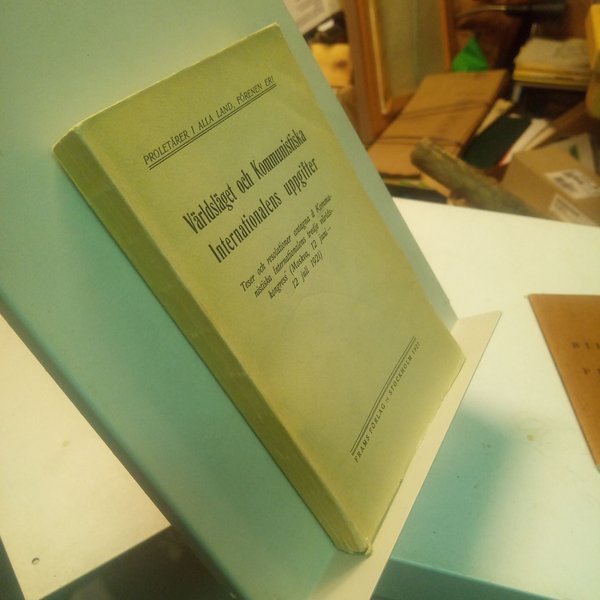 PROLETÄRER I ALLA LAND, FÖRENEN ER!
Världsläget och Kommunistiska
Internationalens uppgifter
Teser och resolutioner antagna å Kommu-
nistiska Internationalens tredje världs-
kongress (Moskva, 12 juni—
12 juli 1921)
FRAMS FÖRLAG :-: STOCKHOLM 1921